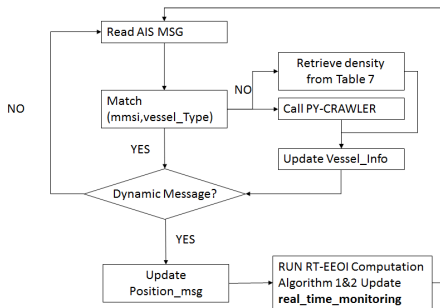 Read AIS MSG
Retrieve density
from Table 7
NO
NO
Match
(mmsi,vessel_Type)
Call PY-CRAWLER
YES
Update Vessel_Info
Dynamic Message?
YES
Update
Position_msg
RUN RT-EEOI Computation
Algorithm 1&2 Update
real_time_monitoring